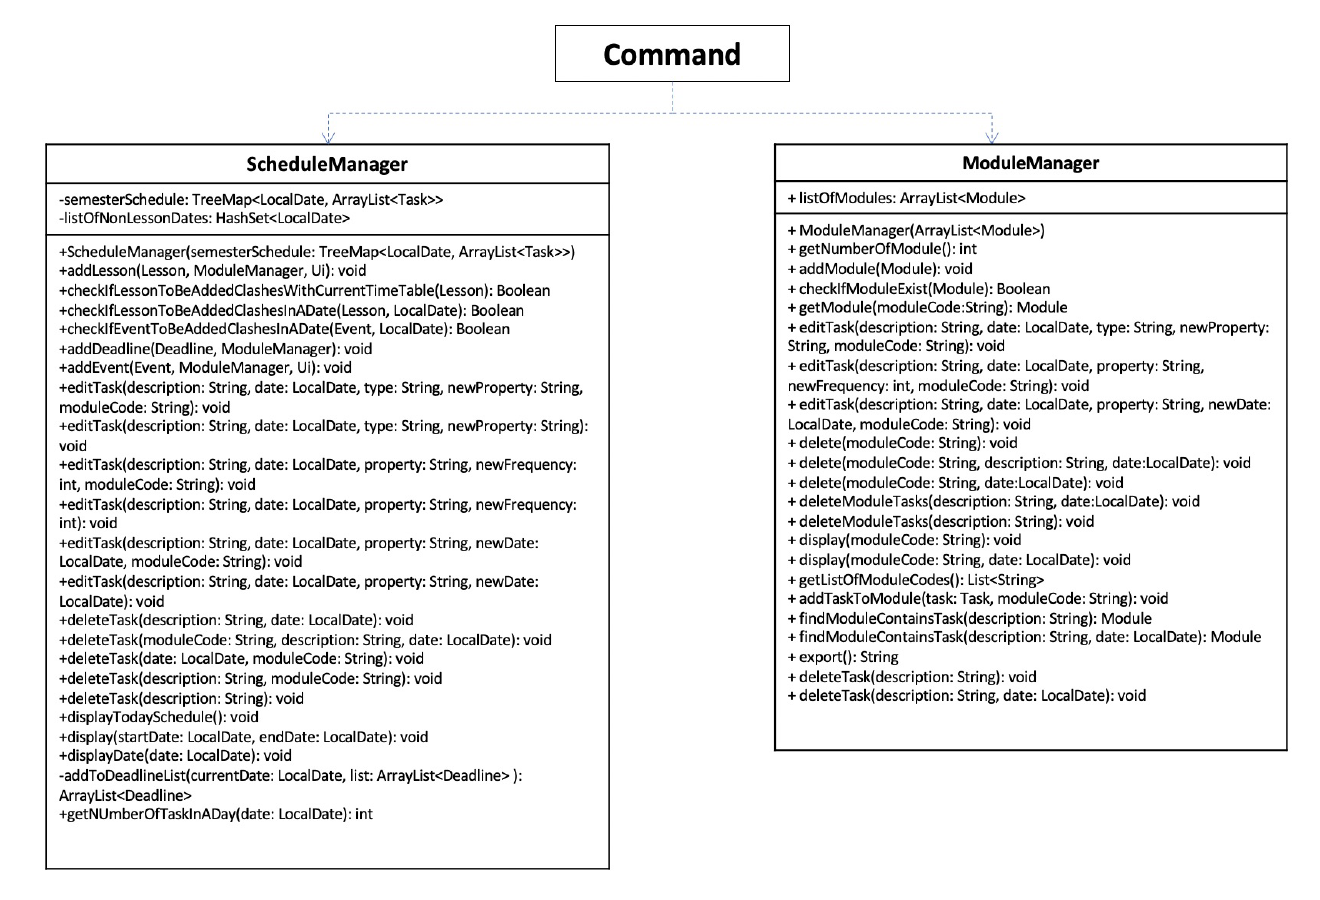 Command
ScheduleManager
-semesterSchedule: TreeMap<LocalDate, ArrayList<Task>>
-listOfNonLessonDates: HashSet<LocalDate>
+ScheduleManager(semesterSchedule: TreeMap<LocalDate, ArrayList<Task>>)
+addLesson(Lesson, ModuleManager, Ui): void
+checkIfLessonToBeAddedClashesWithCurrentTimeTable(Lesson): Boolean
+checkIfLessonToBeAddedClashesInADate(Lesson, LocalDate): Boolean
+checkIfEventToBeAddedClashesInADate(Event, LocalDate): Boolean
+addDeadline(Deadline, ModuleManager): void
+addEvent(Event, ModuleManager, Ui): void
+editTask(description: String, date: LocalDate, type: String, newProperty: String,
moduleCode: String): void
+editTask(description: String, date: LocalDate, type: String, newProperty: String):
void
+editTask(description: String, date: LocalDate, property: String, newFrequency:
int, moduleCode: String): void
+editTask(description: String, date: LocalDate, property: String, newFrequency:
int): void
+editTask(description: String, date: LocalDate, property: String, newDate:
LocalDate, moduleCode: String): void
+editTask(description: String, date: LocalDate, property: String, newDate:
LocalDate): void
+deleteTask(description: String, date: LocalDate): void
+deleteTask(moduleCode: String, description: String, date: LocalDate): void
+deleteTask(date: LocalDate, moduleCode: String): void
+deleteTask(description: String, moduleCode: String): void
+deleteTask(description: String): void
+displayTodaySchedule(): void
+display(startDate: LocalDate, endDate: LocalDate): void
+displayDate(date: LocalDate): void
-addToDeadlineList(currentDate: LocalDate, list: ArrayList<Deadline> ):
ArrayList<Deadline>
+getNUmberOfTaskInADay(date: LocalDate): int
ModuleManager
+ listOfModules: ArrayList<Module>
+ ModuleManager(ArrayList<Module>)
+ getNumberOfModule(): int
+ addModule(Module): void
+ checkIfModuleExist(Module): Boolean
+ getModule(moduleCode:String): Module
+ editTask(description: String, date: LocalDate, type: String, newProperty:
String, moduleCode: String): void
+ editTask(description: String, date: LocalDate, property: String,
newFrequency: int, moduleCode: String): void
+ editTask(description: String, date: LocalDate, property: String, newDate:
LocalDate, moduleCode: String): void
+ delete(moduleCode: String): void
+ delete(moduleCode: String, description: String, date:LocalDate): void
+ delete(moduleCode: String, date:LocalDate): void
+ deleteModuleTasks(description: String, date:LocalDate): void
+ deleteModuleTasks(description: String): void
+ display(moduleCode: String): void
+ display(moduleCode: String, date: LocalDate): void
+ getListOfModuleCodes(): List<String>
+ addTaskToModule(task: Task, moduleCode: String): void
+ findModuleContainsTask(description: String): Module
+ findModuleContainsTask(description: String, date: LocalDate): Module
+ export(): String
+ deleteTask(description: String): void
+ deleteTask(description: String, date: LocalDate): void